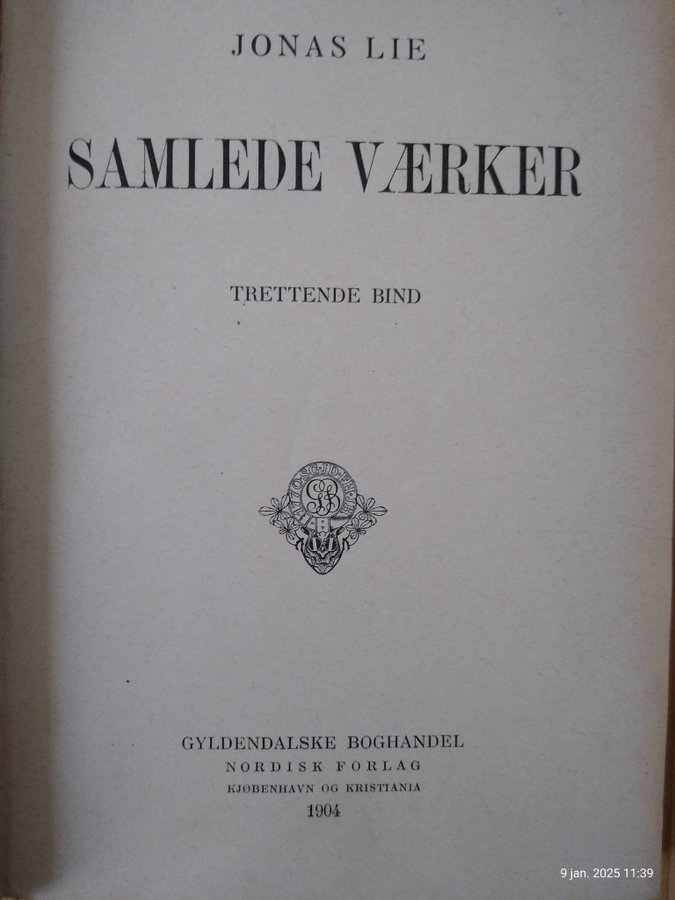 JONAS LIE
SAMLEDE VÆRKER
TRETTENDE BIND
GB
GYLDENDALSKE BOGHANDEL
NORDISK FORLAG
KJØBENHAVN OG KRISTIANIA
1904
9 jan. 2025 11:39